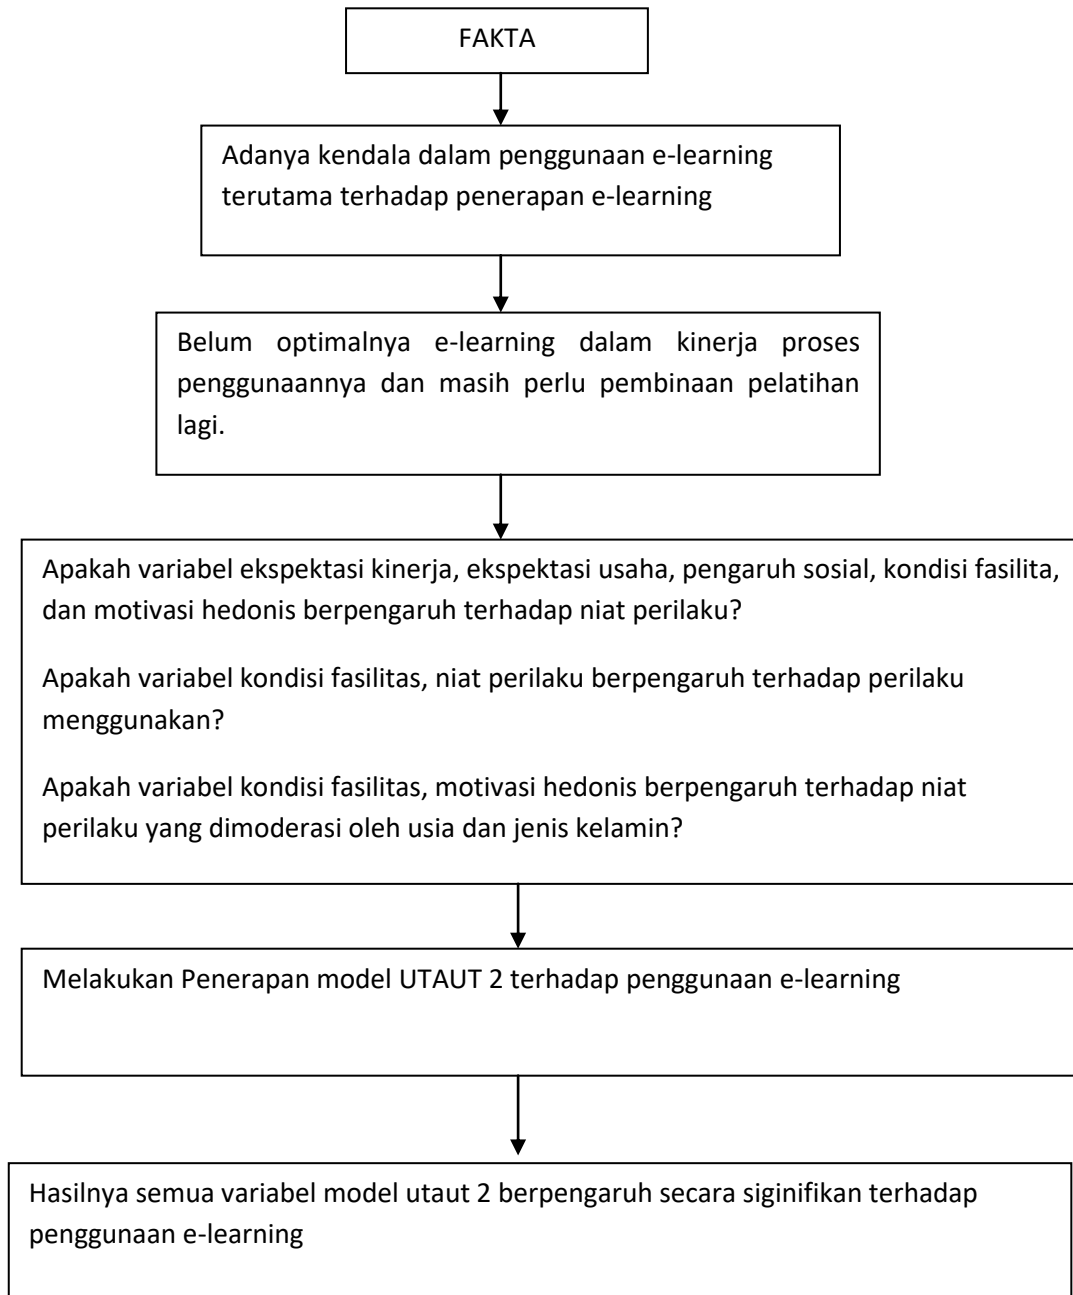 FAKTA
Adanya kendala dalam penggunaan e-learning
terutama terhadap penerapan e-learning
Belum optimalnya e-learning dalam kinerja proses
penggunaannya dan masih perlu pembinaan pelatihan
lagi.
Apakah variabel ekspektasi kinerja, ekspektasi usaha, pengaruh sosial, kondisi fasilita,
dan motivasi hedonis berpengaruh terhadap niat perilaku?
Apakah variabel kondisi fasilitas, niat perilaku berpengaruh terhadap perilaku
menggunakan?
Apakah variabel kondisi fasilitas, motivasi hedonis berpengaruh terhadap niat
perilaku yang dimoderasi oleh usia dan jenis kelamin?
Melakukan Penerapan model UTAUT 2 terhadap penggunaan e-learning
Hasilnya semua variabel model utaut 2 berpengaruh secara siginifikan terhadap
penggunaan e-learning